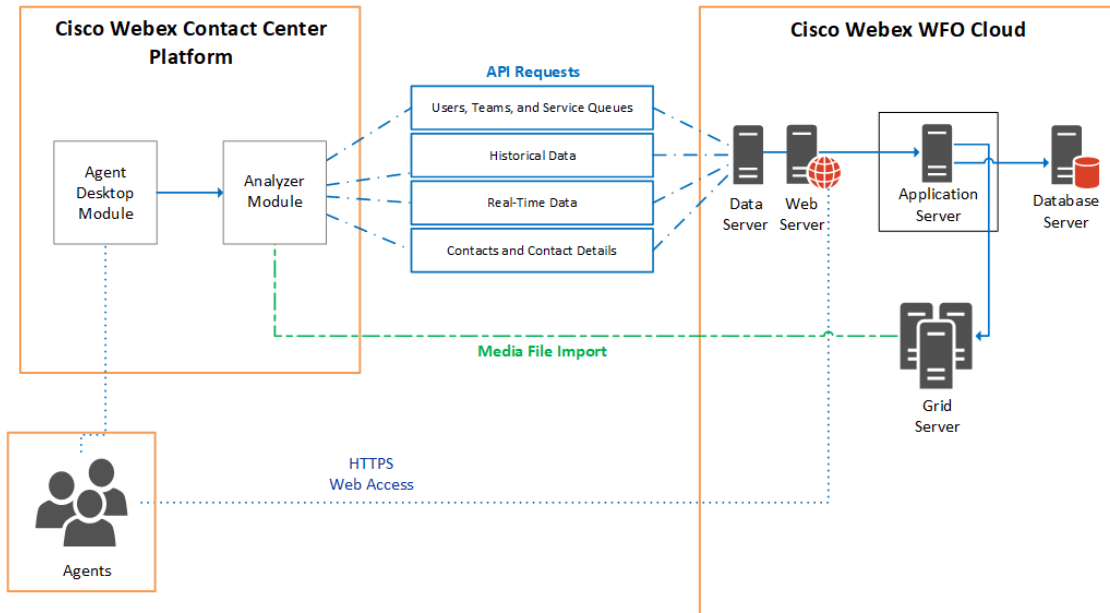 Cisco Webex Contact Center
Platform
Cisco Webex WFO Cloud
API Requests
Users, Teams, and Service Queues
Historical Data
Real-Time Data
Contacts and Contact Details
Agent
Desktop
Module
Analyzer
Module
Data
Server
Web
Server
Application
Server
Database
Server
Media File Import
Grid
Server
HTTPS
Web Access
Agents